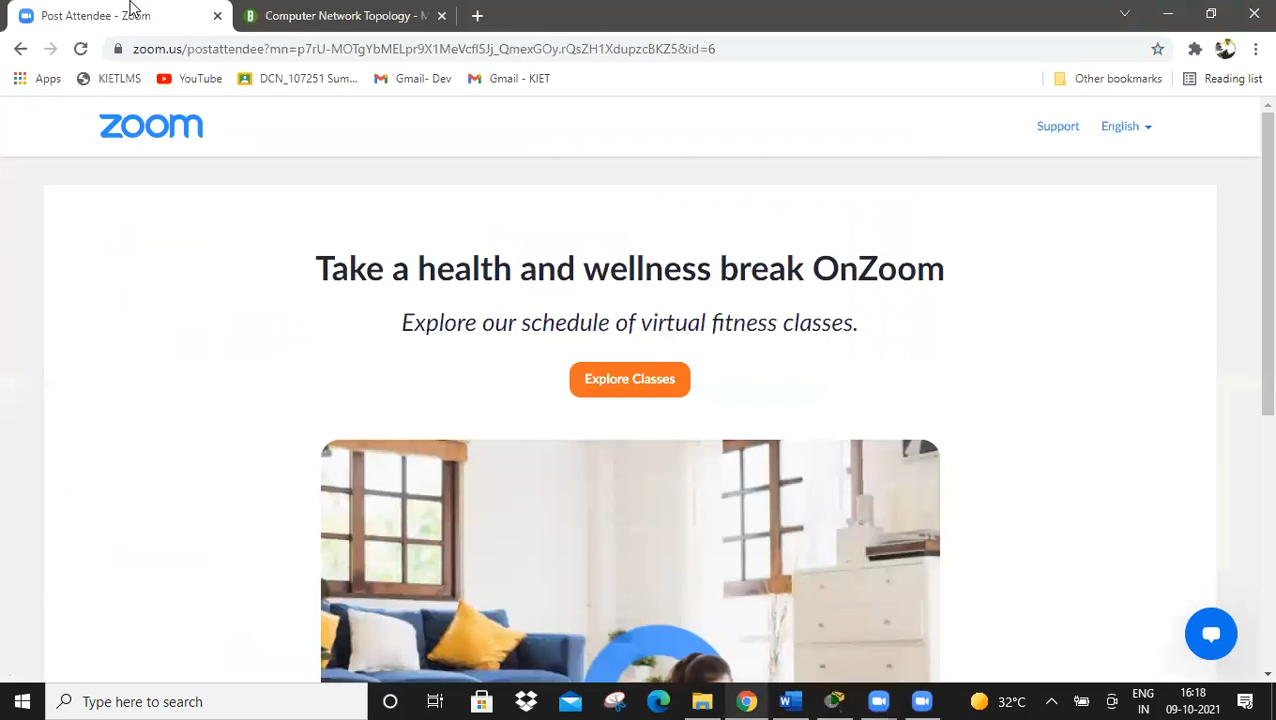 Post Attendee - Zoom
Computer Network Topology - M
zoom.us/postattendee?mn=p7rU-MOTgYbMELpr9X1MeVcfI5Jj_QmexGOy.rQsZH1XdupzcBKZ5&id=6
Apps
KIETLMS
YouTube
DCN_107251 Sum...
Gmail- Dev
Gmail - KIET
Other bookmarks
Reading list
zoom
Support
English
Take a health and wellness break OnZoom
Explore our schedule of virtual fitness classes.
Explore Classes
Type here to search
32°C
ENG
IN
16:18
09-10-2021